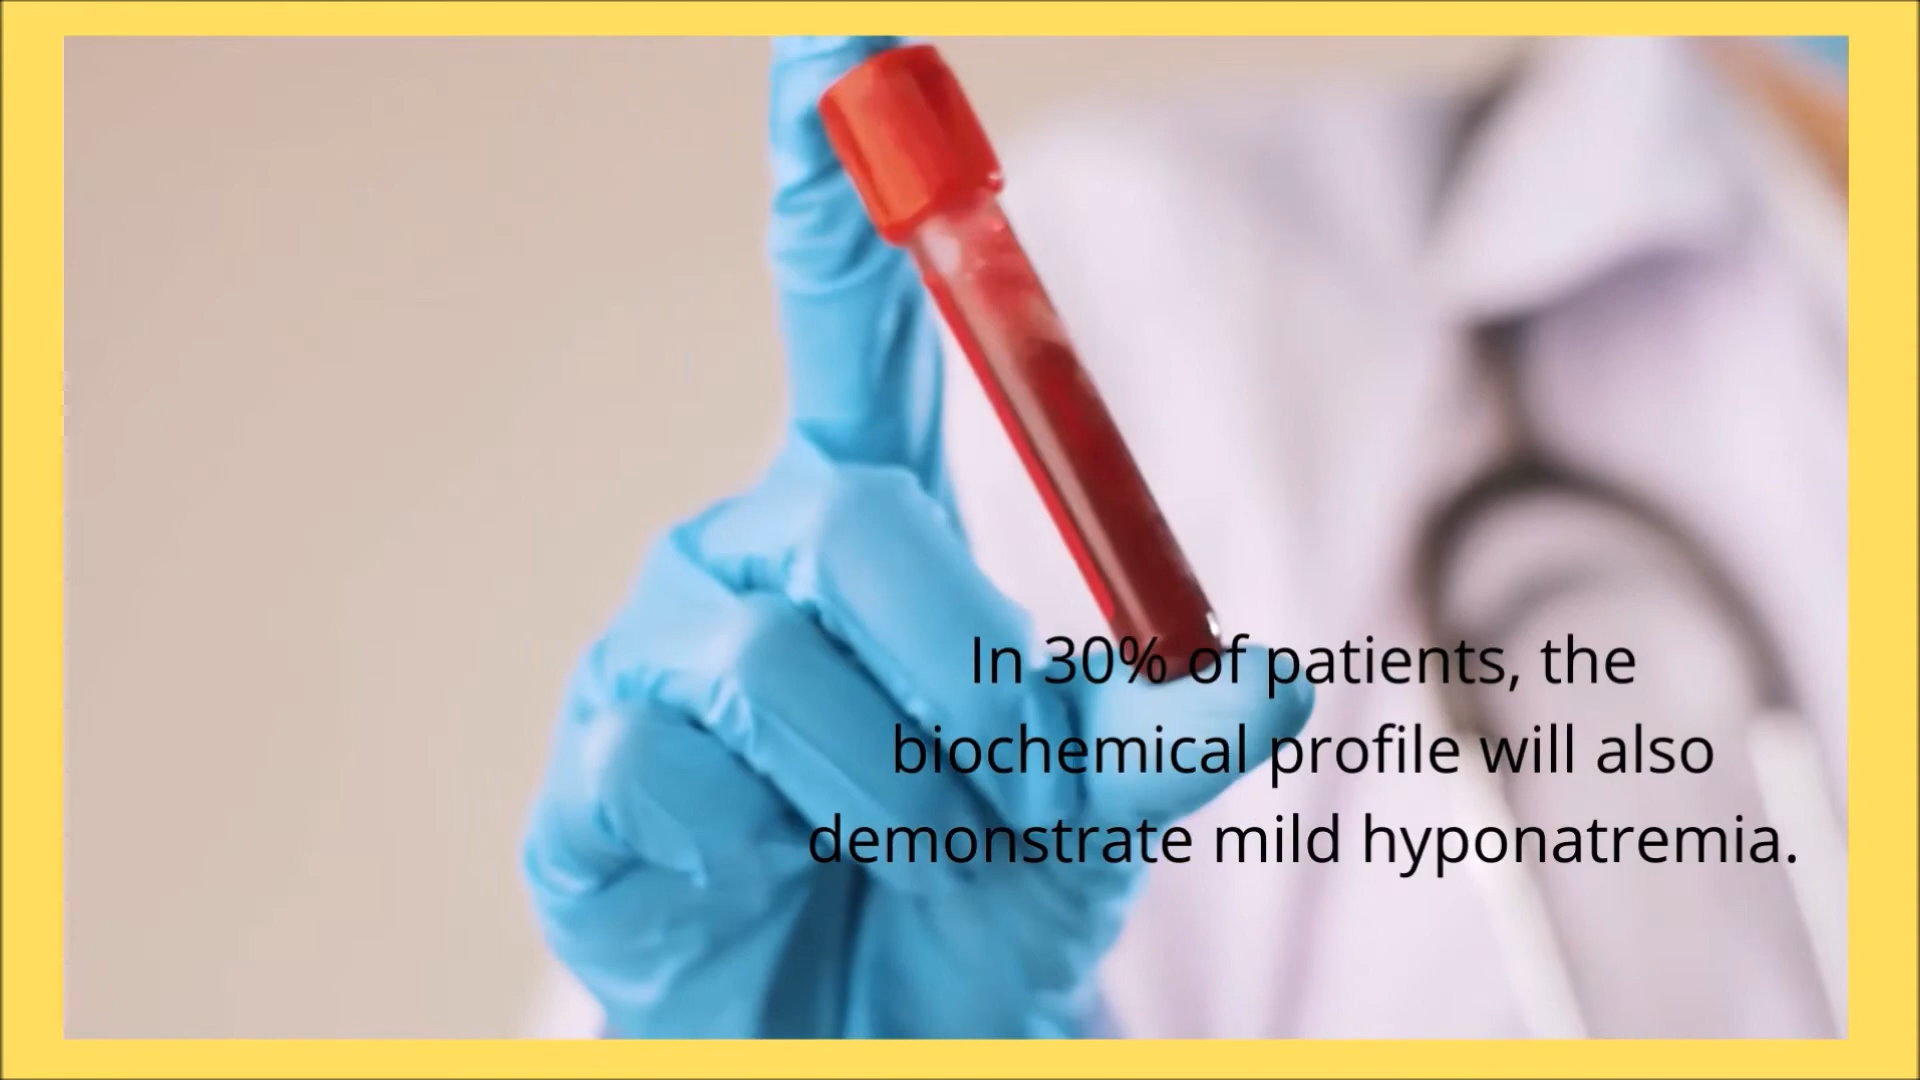 In 30% of patients, the
biochemical profile will also
demonstrate mild hyponatremia.